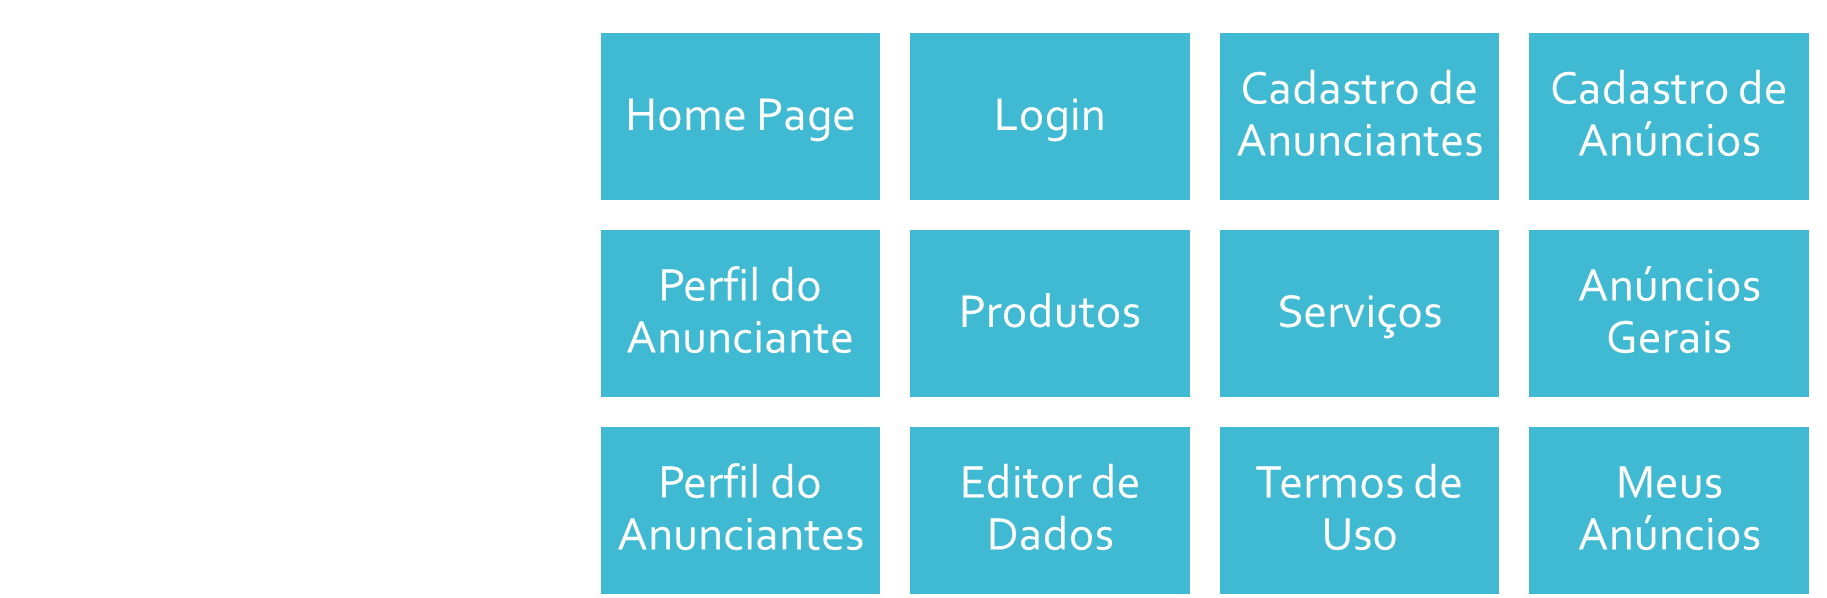 Home Page
Login
Cadastro de
Anunciantes
Cadastro de
Anúncios
Perfil do
Anunciante
Produtos
Serviços
Anúncios
Gerais
Perfil do
Anunciantes
Editor de
Dados
Termos de
Uso
Meus
Anúncios